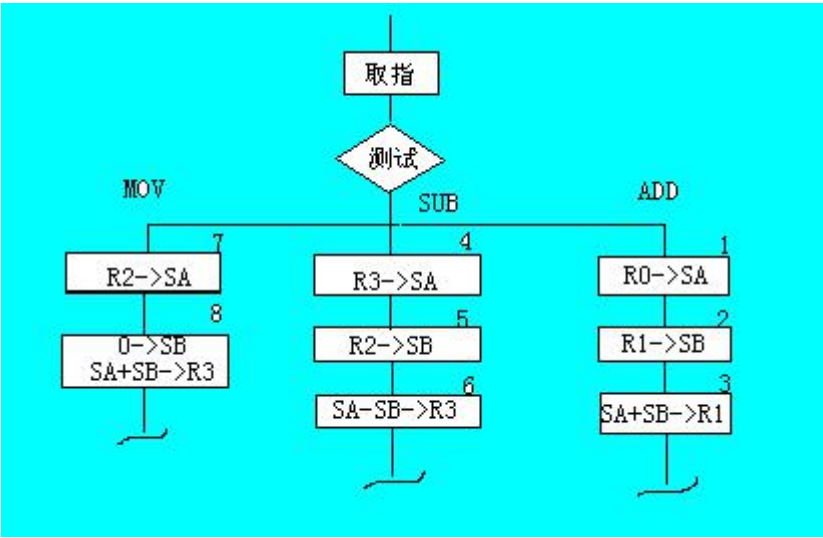 取指
测试
MOV
SUB
ADD
7
R2->SA
8
0->SB
SA+SB->R3
4
R3->SA
5
R2->SB
6
SA-SB->R3
1
R0->SA
2
R1->SB
3
SA+SB->R1